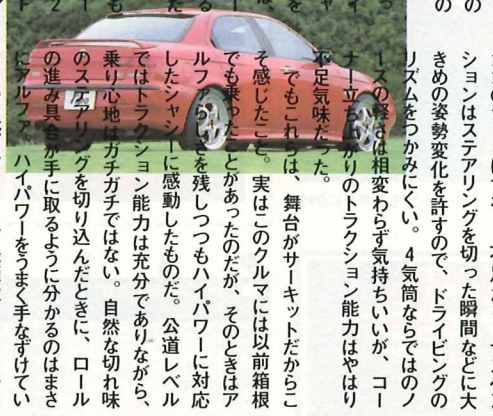 ションはステアリングを切った瞬間などに大
きめの姿勢変化を許すので、ドライビングの
リズムをつかみにくい。4気筒ならではのノ
ーズの軽さは相変わらず気持ちいいが、コー
ナー立ち上がりのトラクション能力はやはり
不足気味だった。
でもこれらは、舞台がサーキットだからこ
そ感じたこと。実はこのクルマには以前箱根
でも乗ったことがあったのだが、そのときはア
ルファらしさを残しつつもハイパワーに対応
したシャシーに感動したものだ。公道レベル
ではトラクション能力は充分でありながら、
乗り心地はガチガチではない。自然な切れ味
のステアリングを切り込んだときに、ロール
の進み具合が手に取るように分かるのはまさ
にアルファ。ハイパワーをうまく手なずけてい